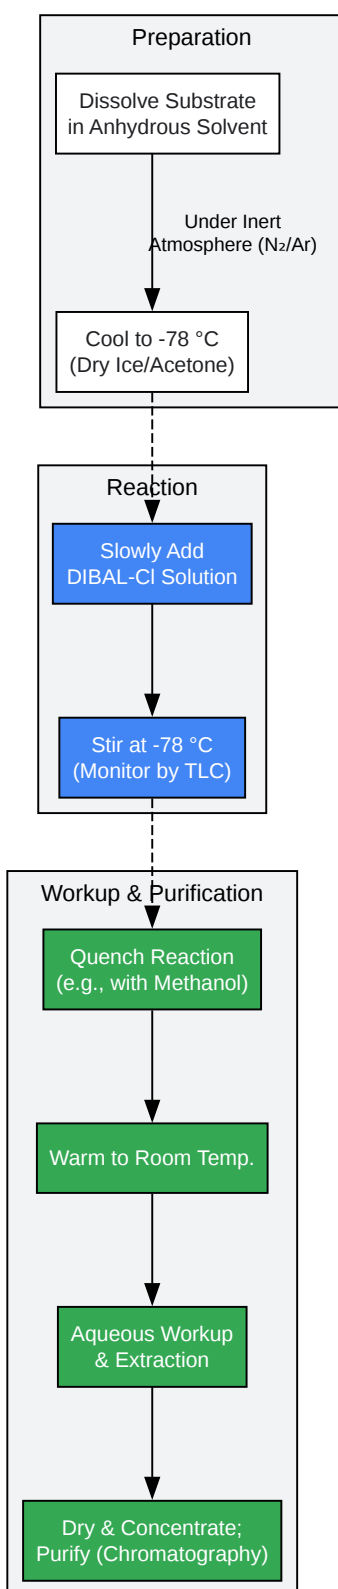 Preparation
Dissolve Substrate
in Anhydrous Solvent
Under Inert
Atmosphere (N₂/Ar)
Cool to -78 °C
(Dry Ice/Acetone)
Reaction
Slowly Add
DIBAL-Cl Solution
Stir at -78 °C
(Monitor by TLC)
Workup & Purification
Quench Reaction
(e.g., with Methanol)
Warm to Room Temp.
Aqueous Workup
& Extraction
Dry & Concentrate;
Purify (Chromatography)